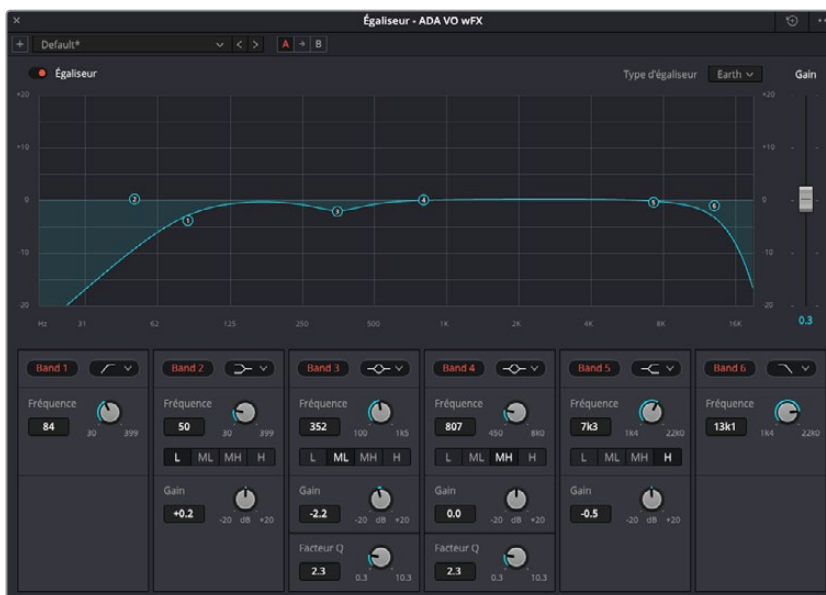 Égaliseur - ADA VO wFX
Default*
A B
Égaliseur
Type d'égaliseur Earth Gain
+20 +20
+10 +10
0 0
-10 -10
-20 -20
1 2 3 4 5 6
Hz 31 62 125 250 500 1K 2K 4K 8K 16K
0.3
Band 1 Band 2 Band 3 Band 4 Band 5 Band 6
Fréquence Fréquence Fréquence Fréquence Fréquence Fréquence
84 30 399 50 30 399 352 100 1k5 807 450 8k0 7k3 1k4 22k0 13k1 1k4 22k0
L ML MH H L ML MH H L ML MH H L ML MH H
Gain Gain Gain Gain
+0.2 -20 dB +20 -2.2 -20 dB +20 0.0 -20 dB +20 -0.5 -20 dB +20
Facteur Q Facteur Q
2.3 0.3 10.3 2.3 0.3 10.3